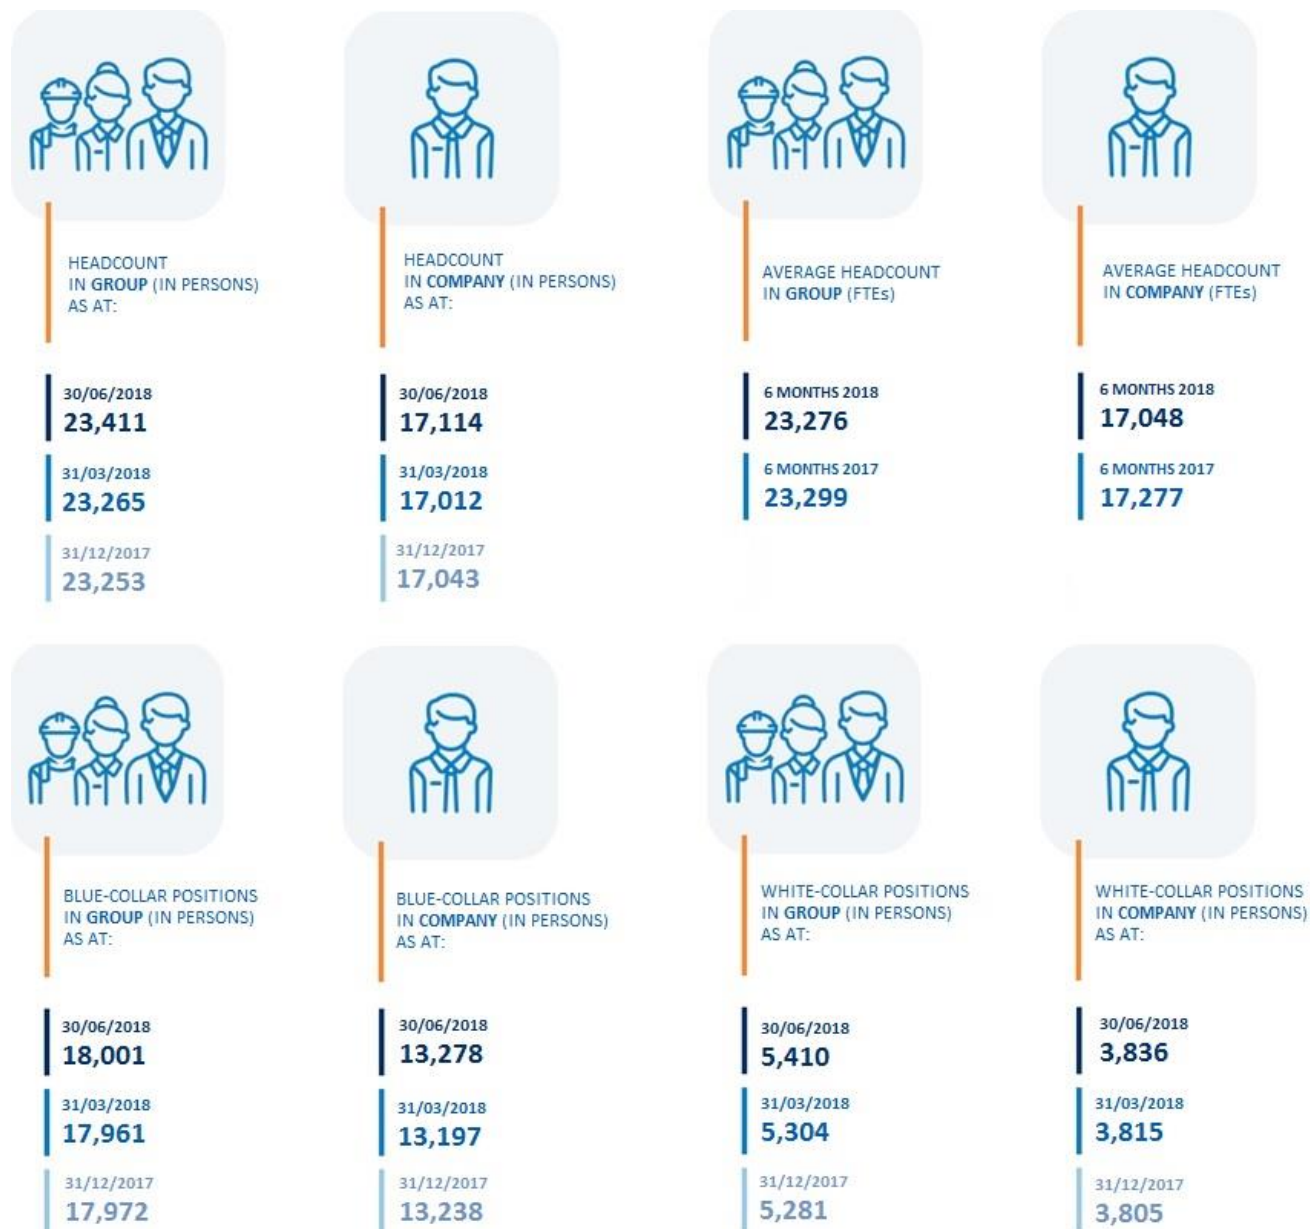 HEADCOUNT
IN GROUP (IN PERSONS)
AS AT:
30/06/2018
23,411
31/03/2018
23,265
31/12/2017
23,253
HEADCOUNT
IN COMPANY (IN PERSONS)
AS AT:
30/06/2018
17,114
31/03/2018
17,012
31/12/2017
17,043
AVERAGE HEADCOUNT
IN GROUP (FTEs)
6 MONTHS 2018
23,276
6 MONTHS 2017
23,299
AVERAGE HEADCOUNT
IN COMPANY (FTEs)
6 MONTHS 2018
17,048
6 MONTHS 2017
17,277
BLUE-COLLAR POSITIONS
IN GROUP (IN PERSONS)
AS AT:
30/06/2018
18,001
31/03/2018
17,961
31/12/2017
17,972
BLUE-COLLAR POSITIONS
IN COMPANY (IN PERSONS)
AS AT:
30/06/2018
13,278
31/03/2018
13,197
31/12/2017
13,238
WHITE-COLLAR POSITIONS
IN GROUP (IN PERSONS)
AS AT:
30/06/2018
5,410
31/03/2018
5,304
31/12/2017
5,281
WHITE-COLLAR POSITIONS
IN COMPANY (IN PERSONS)
AS AT:
30/06/2018
3,836
31/03/2018
3,815
31/12/2017
3,805